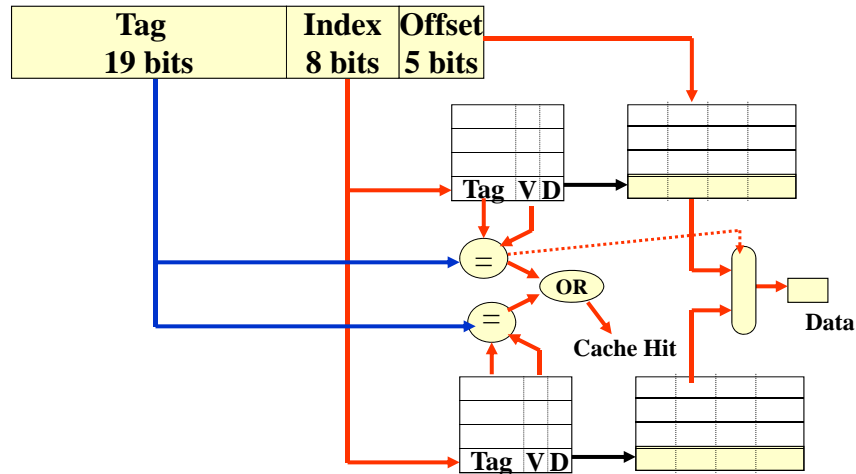 Tag Index Offset
19 bits 8 bits 5 bits
Tag V D
=
OR
=
Cache Hit
Data
Tag V D